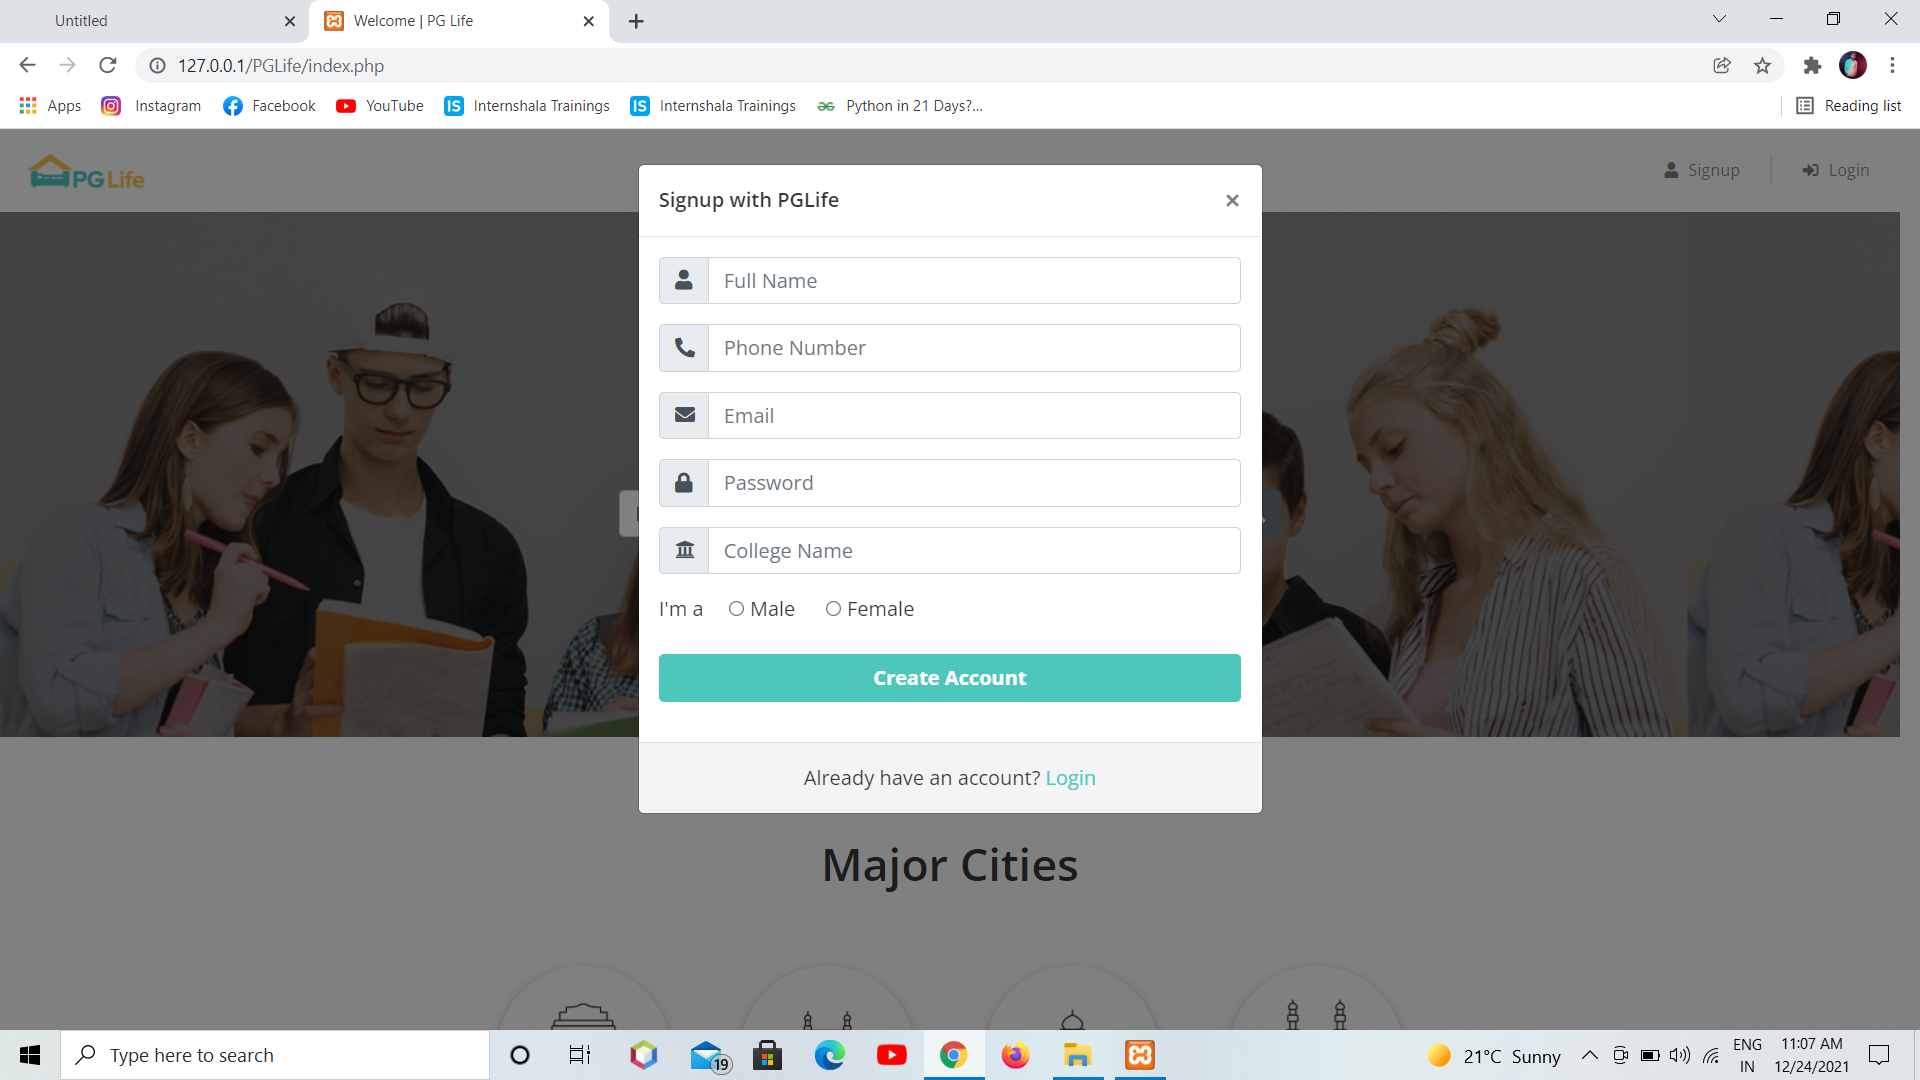 Untitled
Welcome | PG Life
127.0.0.1/PGLife/index.php
Apps
Instagram
Facebook
YouTube
IS Internshala Trainings
IS Internshala Trainings
Python in 21 Days?...
Reading list
PG Life
Signup
Login
Signup with PGLife
Full Name
Phone Number
Email
Password
College Name
I'm a Male Female
Create Account
Already have an account? Login
Major Cities
Type here to search
19
21°C Sunny
ENG
IN
11:07 AM
12/24/2021